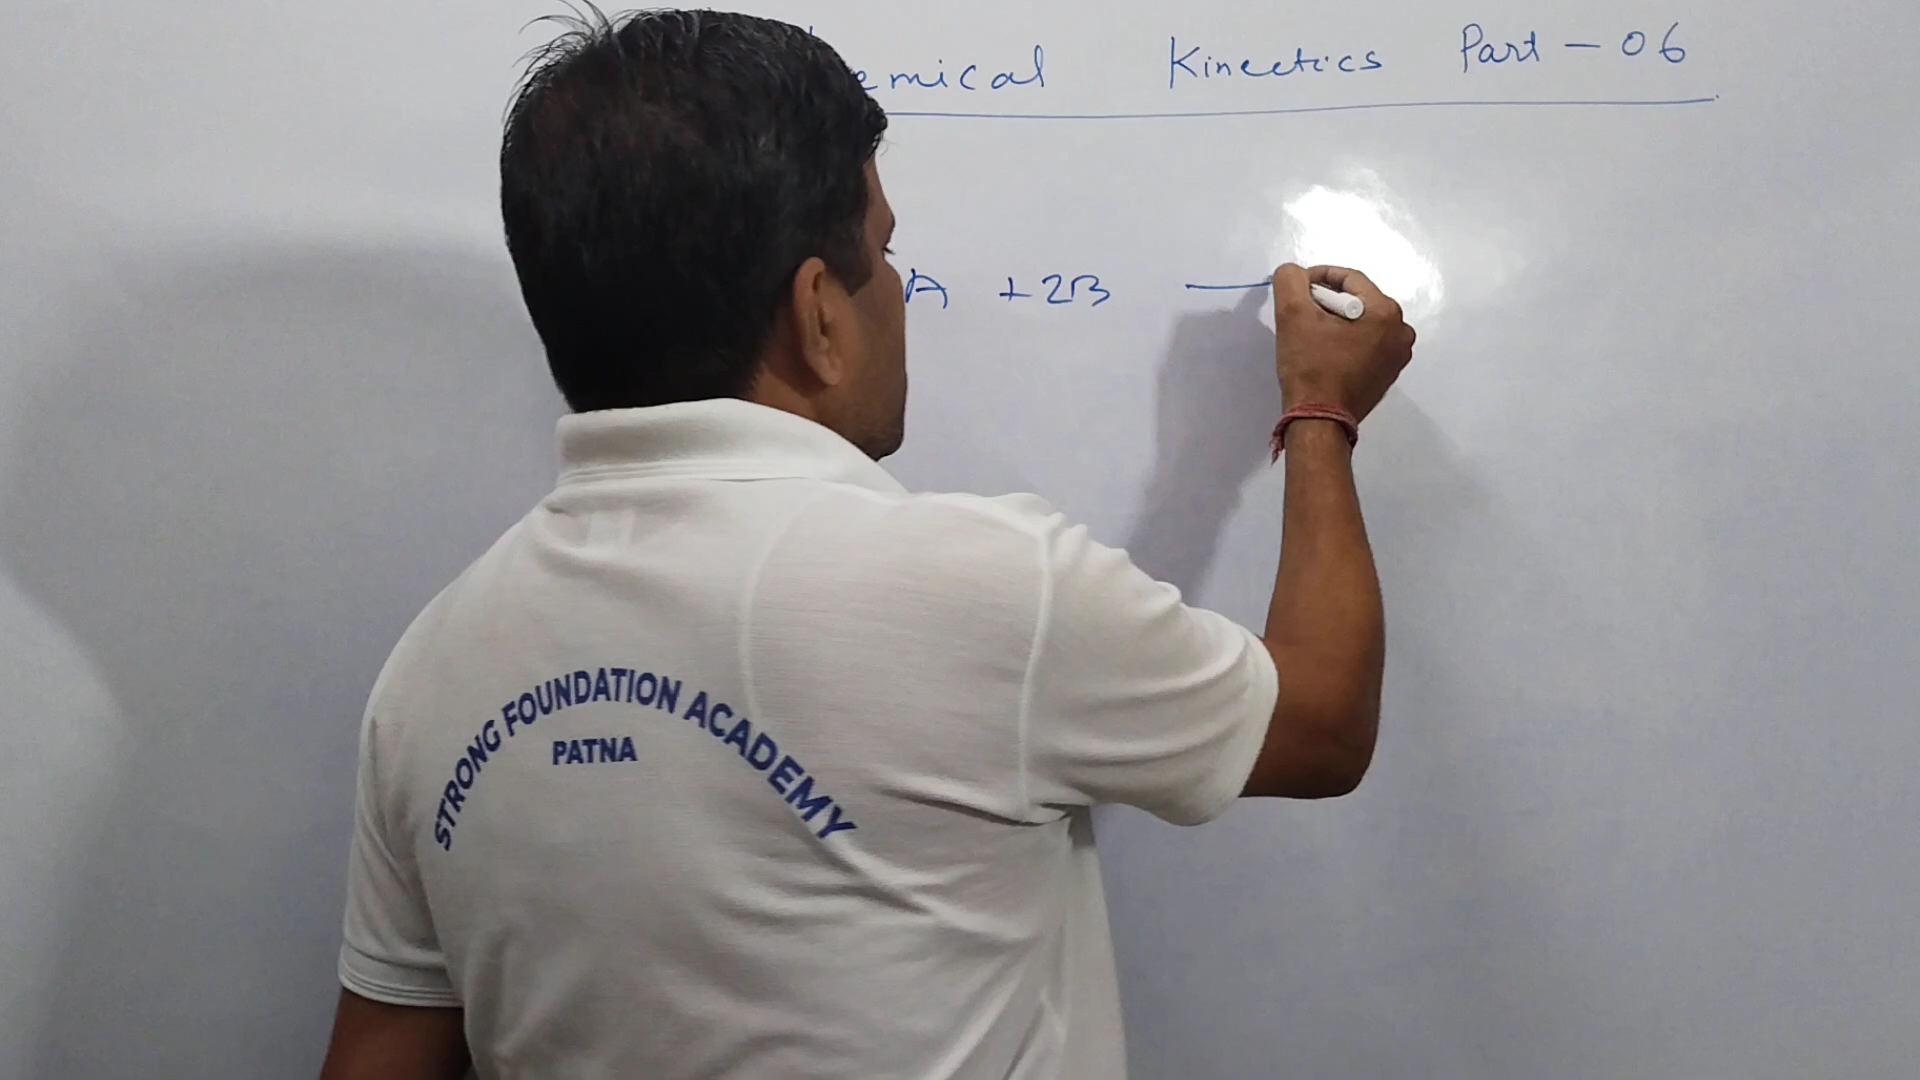 emical Kinectics Part - 06
A + 2B —
STRONG FOUNDATION ACADEMY
PATNA